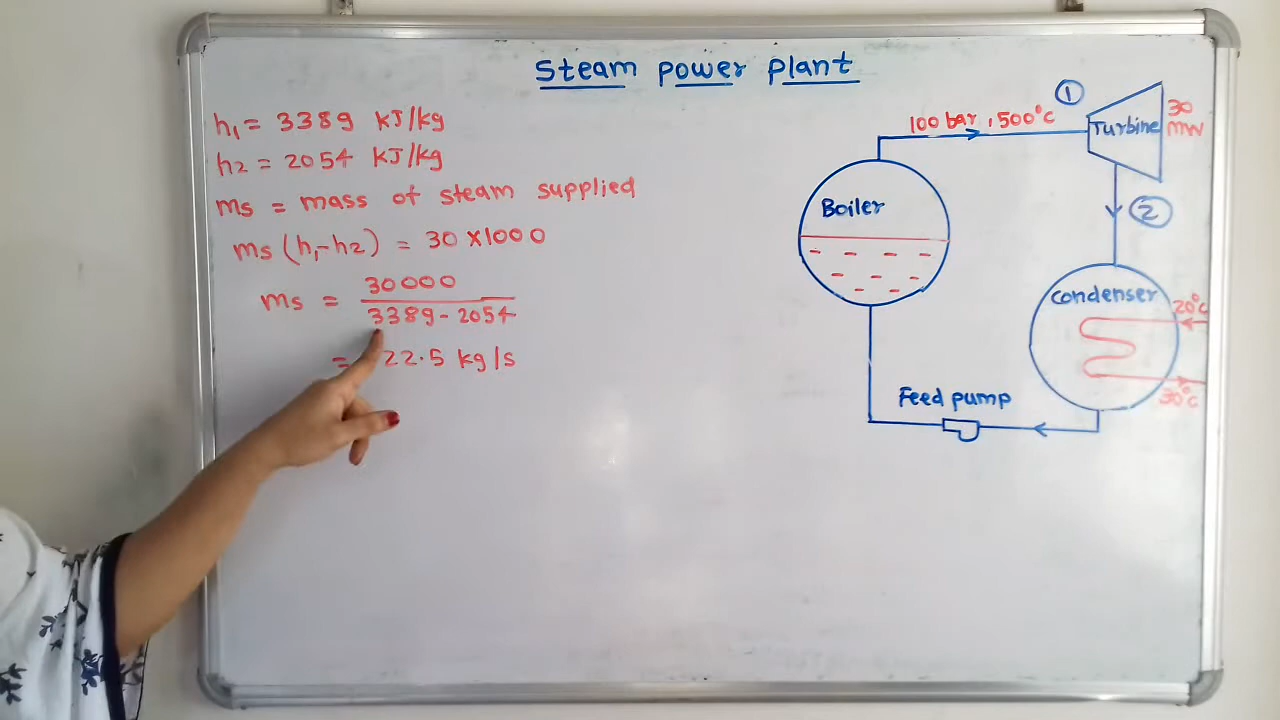 Steam power plant
h1 = 3389 kJ/kg
h2 = 2054 kJ/kg
ms = mass of steam supplied
ms (h1-h2) = 30 x1000
ms = 30000
3389 - 2054
= 22.5 kg/s
1
100 bar, 500°C
Turbine
30
MW
Boiler
2
Condenser
20°C
30°C
Feed pump